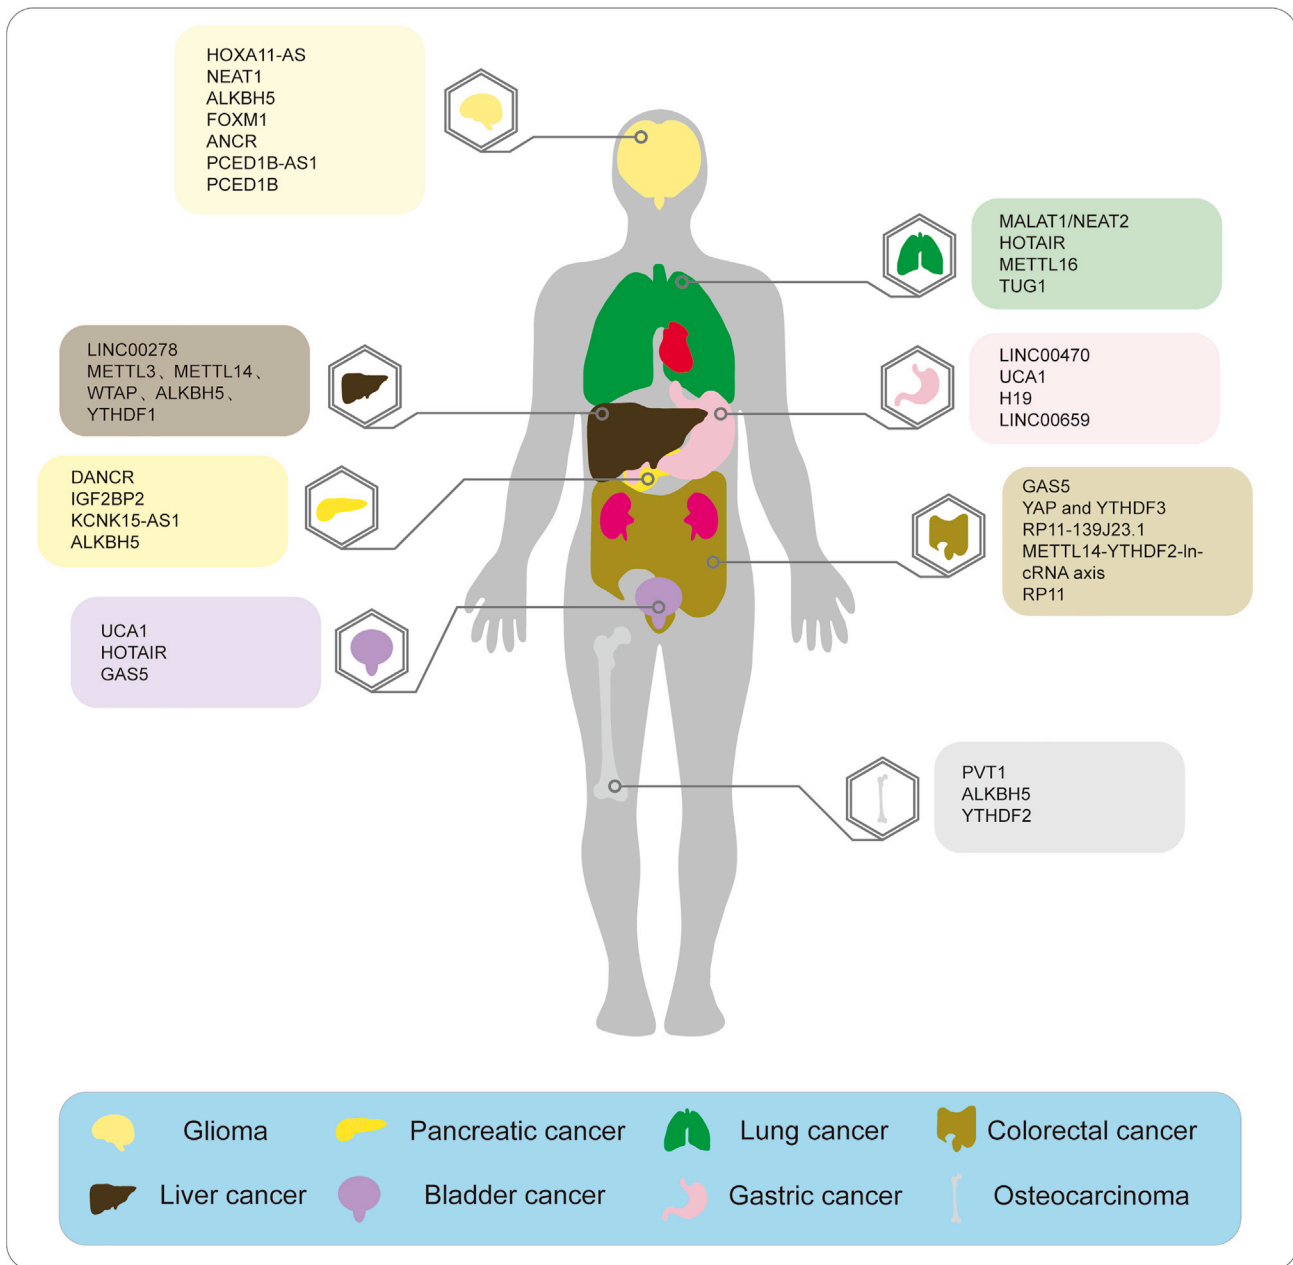 HOXA11-AS
NEAT1
ALKBH5
FOXM1
ANCR
PCED1B-AS1
PCED1B
MALAT1/NEAT2
HOTAIR
METTL16
TUG1
LINC00278
METTL3、METTL14、
WTAP、ALKBH5、
YTHDF1
LINC00470
UCA1
H19
LINC00659
DANCR
IGF2BP2
KCNK15-AS1
ALKBH5
GAS5
YAP and YTHDF3
RP11-139J23.1
METTL14-YTHDF2-ln-
cRNA axis
RP11
UCA1
HOTAIR
GAS5
PVT1
ALKBH5
YTHDF2
Glioma
Pancreatic cancer
Lung cancer
Colorectal cancer
Liver cancer
Bladder cancer
Gastric cancer
Osteocarcinoma